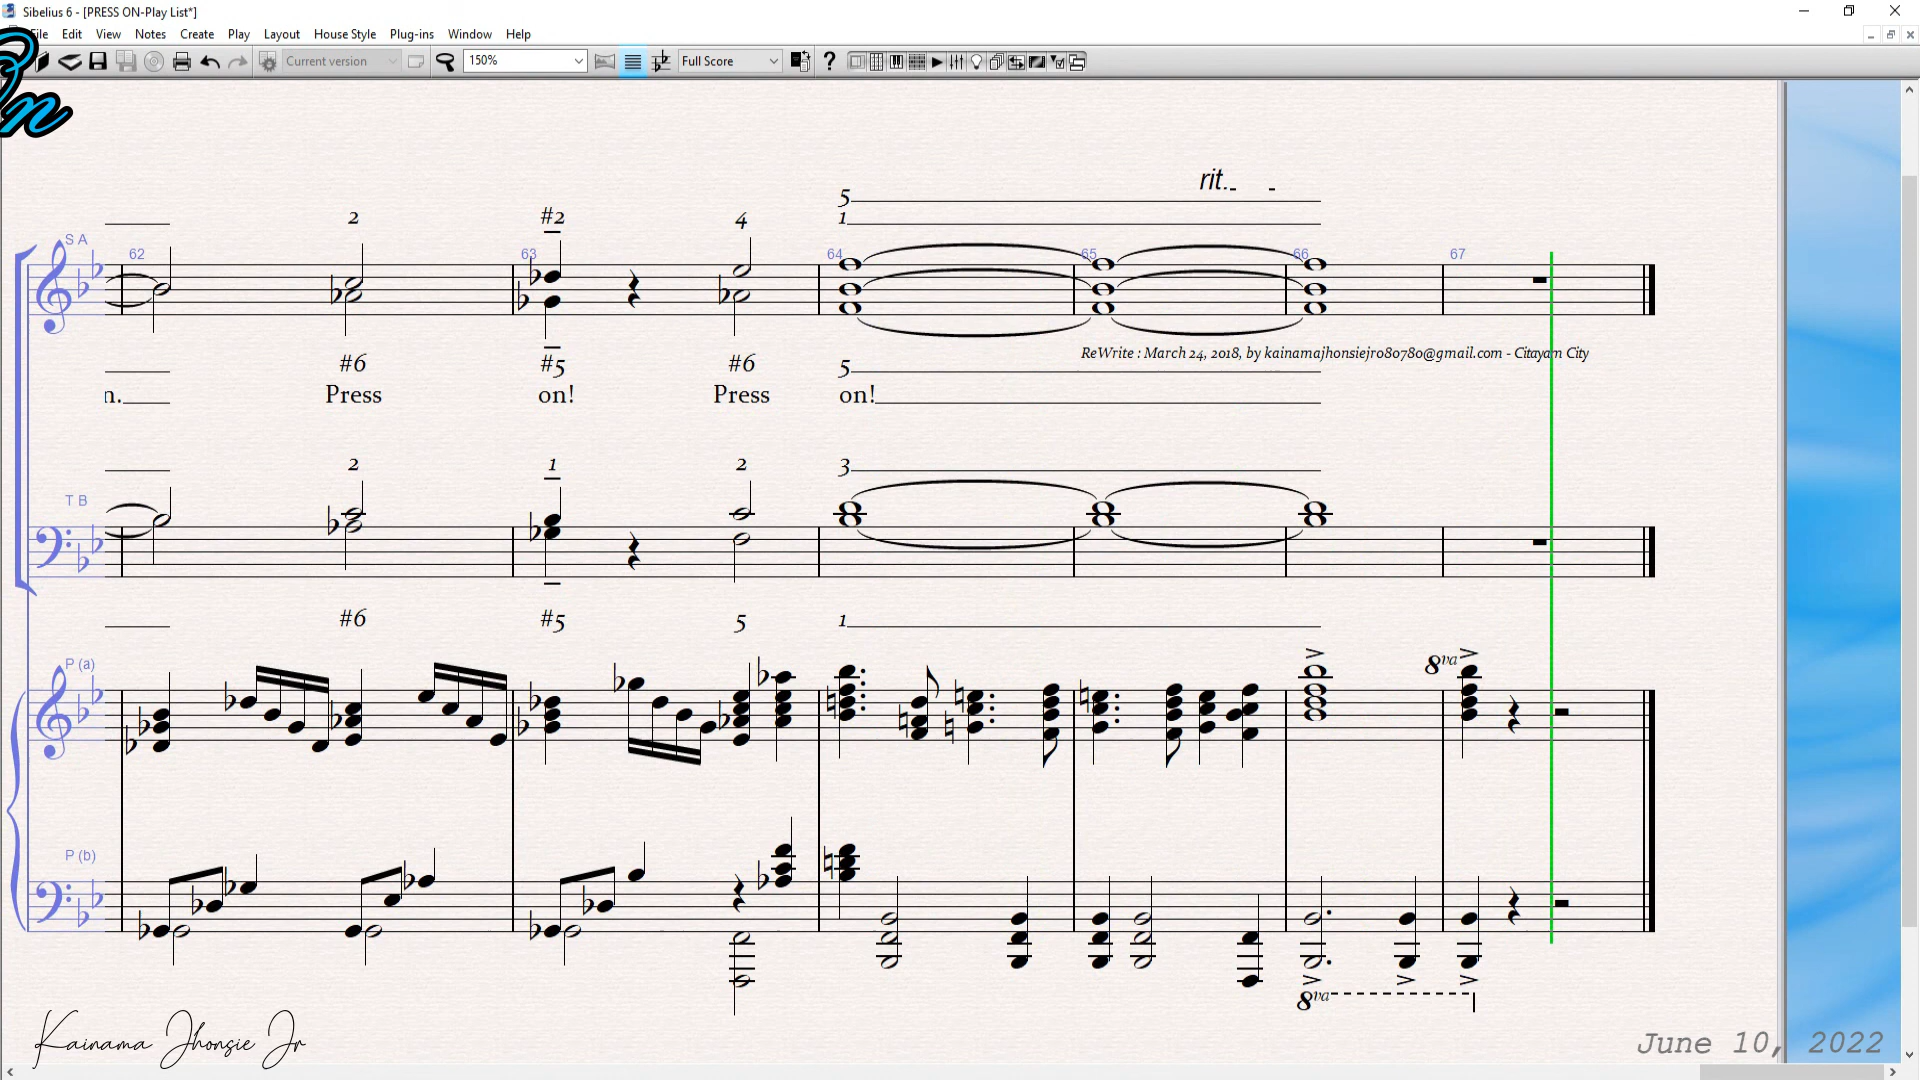 Sibelius 6 - [PRESS ON-Play List*]
File Edit View Notes Create Play Layout House Style Plug-ins Window Help
Current version 150% Full Score ?
On
rit.
5
2 #2 4 1
S A
62 63 64 65 66 67
ReWrite : March 24, 2018, by kainamajhonsiejr080780@gmail.com - Citayam City
#6 #5 #6 5
n. Press on! Press on!
2 1 2 3
T B
#6 #5 5 1
P (a)
8va
P (b)
8va
Kainama Jhonsie Jr
June 10, 2022